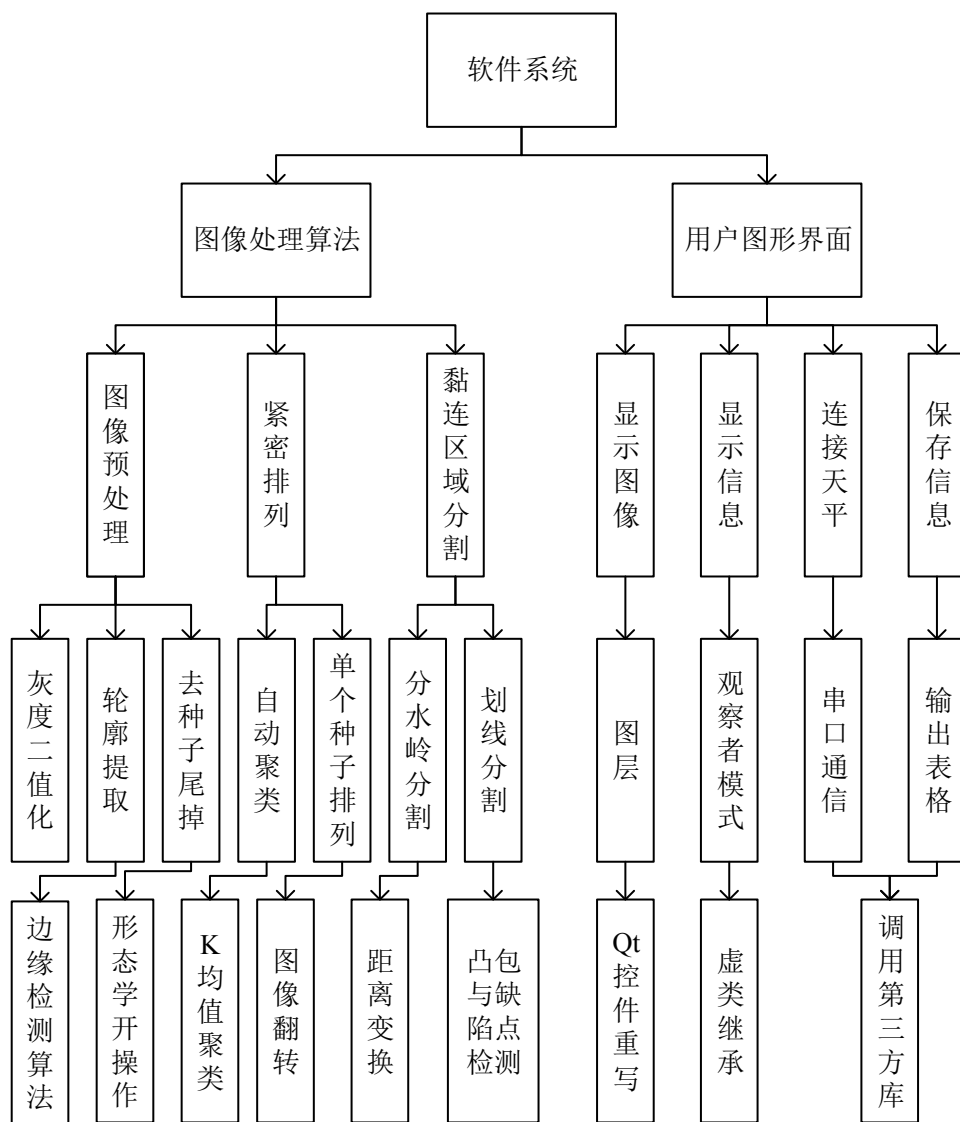 软件系统
图像处理算法
用户图形界面
图像预处理
紧密排列
黏连区域分割
显示图像
显示信息
连接天平
保存信息
灰度二值化
轮廓提取
去种子尾掉
自动聚类
单个种子排列
分水岭分割
划线分割
图层
观察者模式
串口通信
输出表格
边缘检测算法
形态学开操作
K均值聚类
图像翻转
距离变换
凸包
与缺
陷点
检测
Qt控件重写
虚类继承
调用第三方库